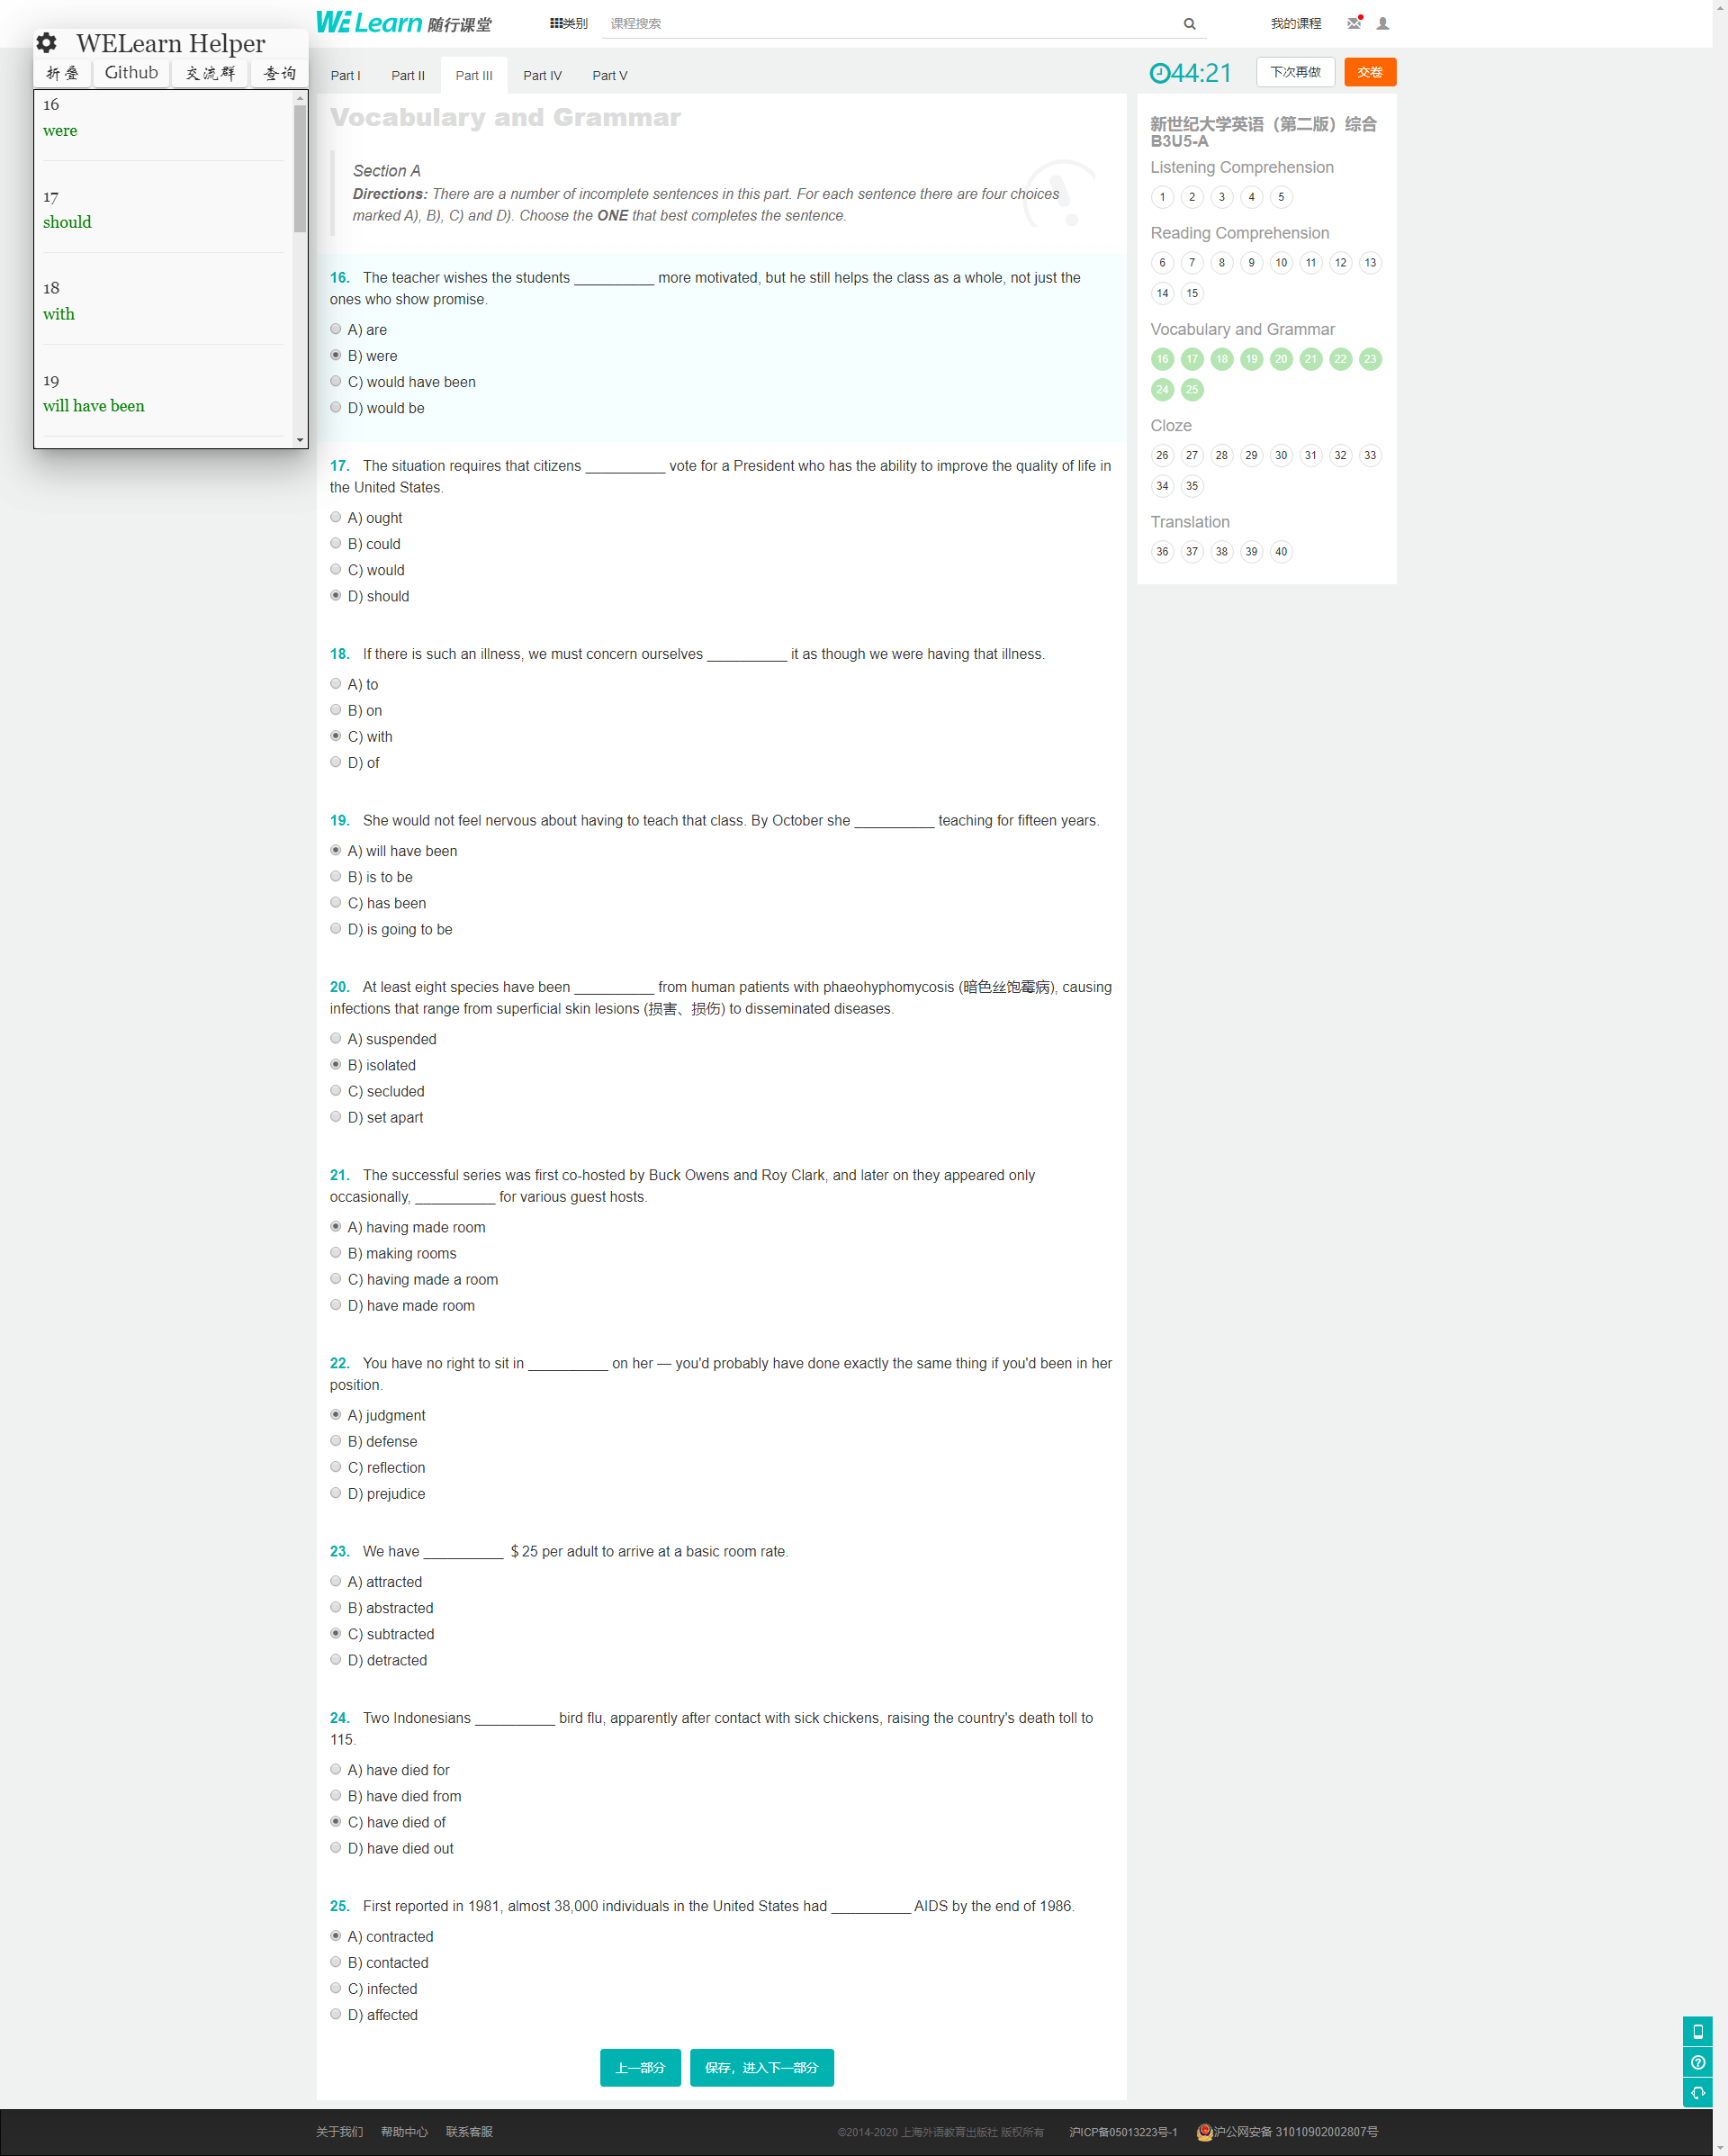 WE Learn 随行课堂
类别
课程搜索
我的课程
WELearn Helper
折叠
Github
交流群
查询
16
were
17
should
18
with
19
will have been
Part I
Part II
Part III
Part IV
Part V
44:21
下次再做
交卷
Vocabulary and Grammar
Section A
Directions: There are a number of incomplete sentences in this part. For each sentence there are four choices
marked A), B), C) and D). Choose the ONE that best completes the sentence.
16. The teacher wishes the students __________ more motivated, but he still helps the class as a whole, not just the
ones who show promise.
A) are
B) were
C) would have been
D) would be
17. The situation requires that citizens __________ vote for a President who has the ability to improve the quality of life in
the United States.
A) ought
B) could
C) would
D) should
18. If there is such an illness, we must concern ourselves __________ it as though we were having that illness.
A) to
B) on
C) with
D) of
19. She would not feel nervous about having to teach that class. By October she __________ teaching for fifteen years.
A) will have been
B) is to be
C) has been
D) is going to be
20. At least eight species have been __________ from human patients with phaeohyphomycosis (暗色丝饱霉病), causing
infections that range from superficial skin lesions (损害、损伤) to disseminated diseases.
A) suspended
B) isolated
C) secluded
D) set apart
21. The successful series was first co-hosted by Buck Owens and Roy Clark, and later on they appeared only
occasionally, __________ for various guest hosts.
A) having made room
B) making rooms
C) having made a room
D) have made room
22. You have no right to sit in __________ on her — you'd probably have done exactly the same thing if you'd been in her
position.
A) judgment
B) defense
C) reflection
D) prejudice
23. We have __________ ＄25 per adult to arrive at a basic room rate.
A) attracted
B) abstracted
C) subtracted
D) detracted
24. Two Indonesians __________ bird flu, apparently after contact with sick chickens, raising the country's death toll to
115.
A) have died for
B) have died from
C) have died of
D) have died out
25. First reported in 1981, almost 38,000 individuals in the United States had __________ AIDS by the end of 1986.
A) contracted
B) contacted
C) infected
D) affected
上一部分
保存，进入下一部分
新世纪大学英语（第二版）综合
B3U5-A
Listening Comprehension
1 2 3 4 5
Reading Comprehension
6 7 8 9 10 11 12 13
14 15
Vocabulary and Grammar
16 17 18 19 20 21 22 23
24 25
Cloze
26 27 28 29 30 31 32 33
34 35
Translation
36 37 38 39 40
关于我们 帮助中心 联系客服
©2014-2020 上海外语教育出版社 版权所有 沪ICP备05013223号-1 沪公网安备 31010902002807号